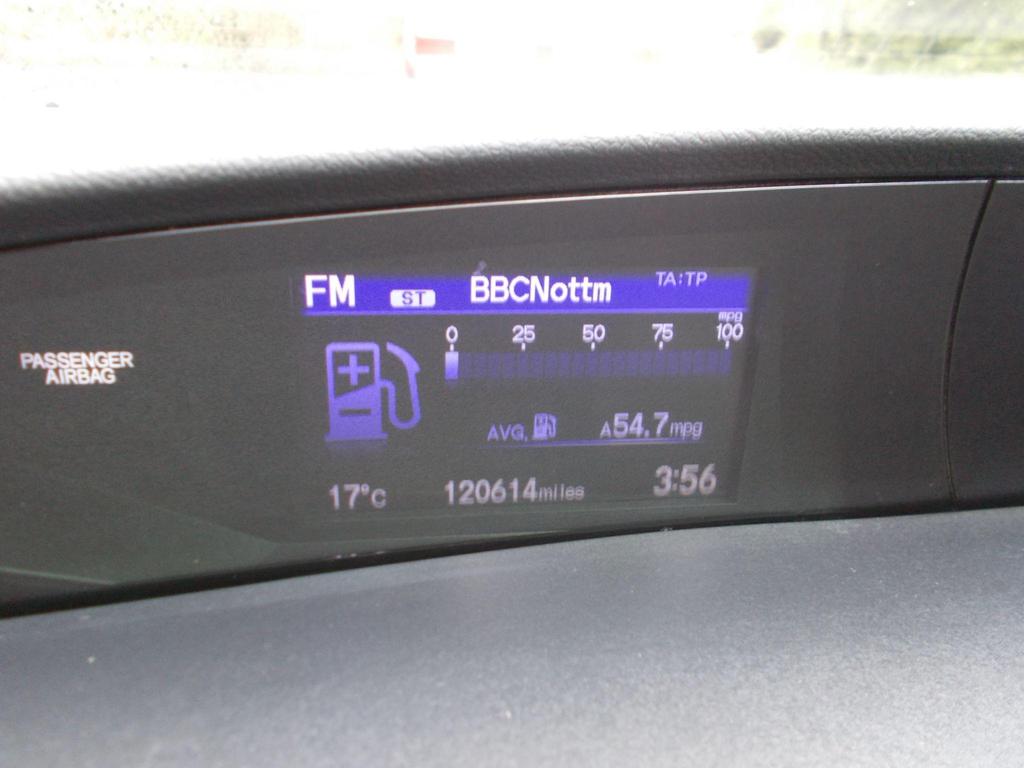 FM ST BBCNottm TA:TP
mpg
0 25 50 75 100
PASSENGER
AIRBAG
AVG. A54.7mpg
17°C 120614miles 3:56